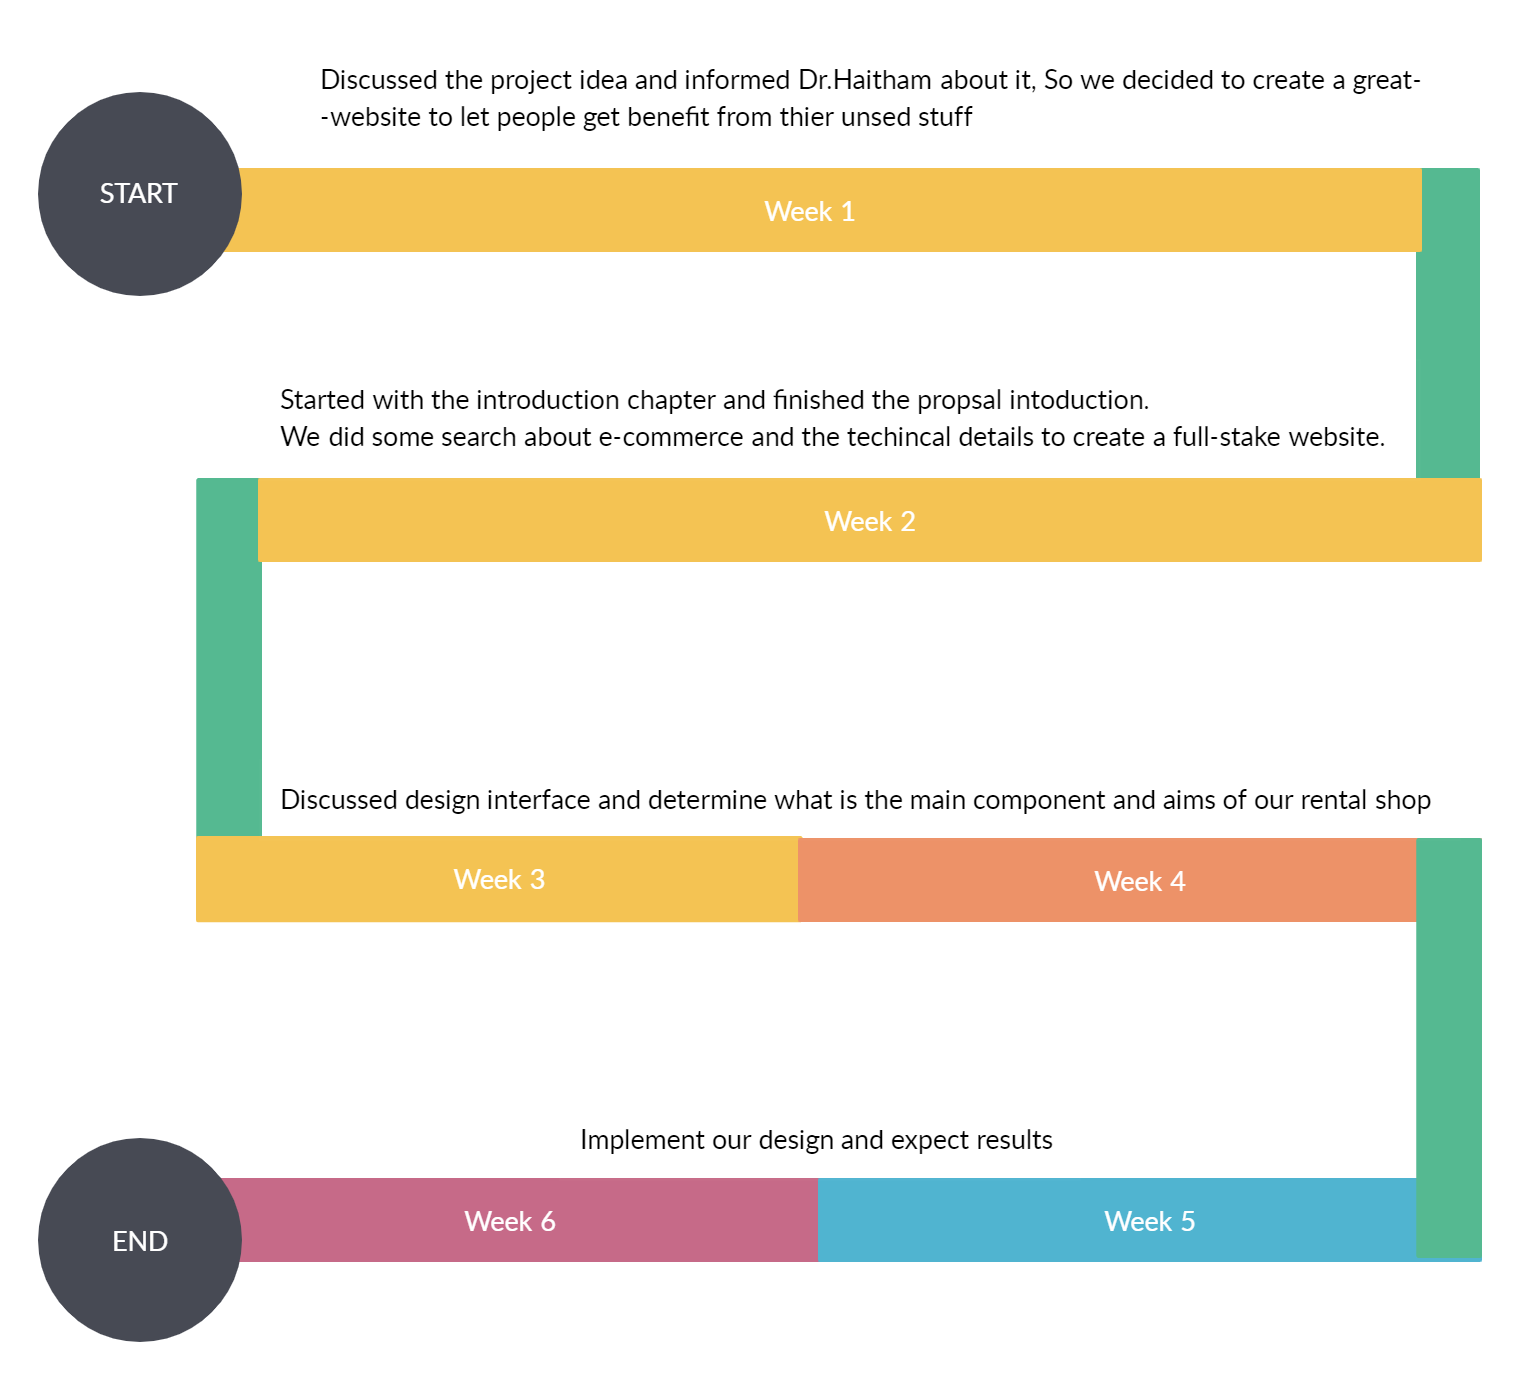 Discussed the project idea and informed Dr.Haitham about it, So we decided to create a great-
-website to let people get benefit from thier unsed stuff
START
Week 1
Started with the introduction chapter and finished the propsal intoduction.
We did some search about e-commerce and the techincal details to create a full-stake website.
Week 2
Discussed design interface and determine what is the main component and aims of our rental shop
Week 3
Week 4
Implement our design and expect results
END
Week 6
Week 5